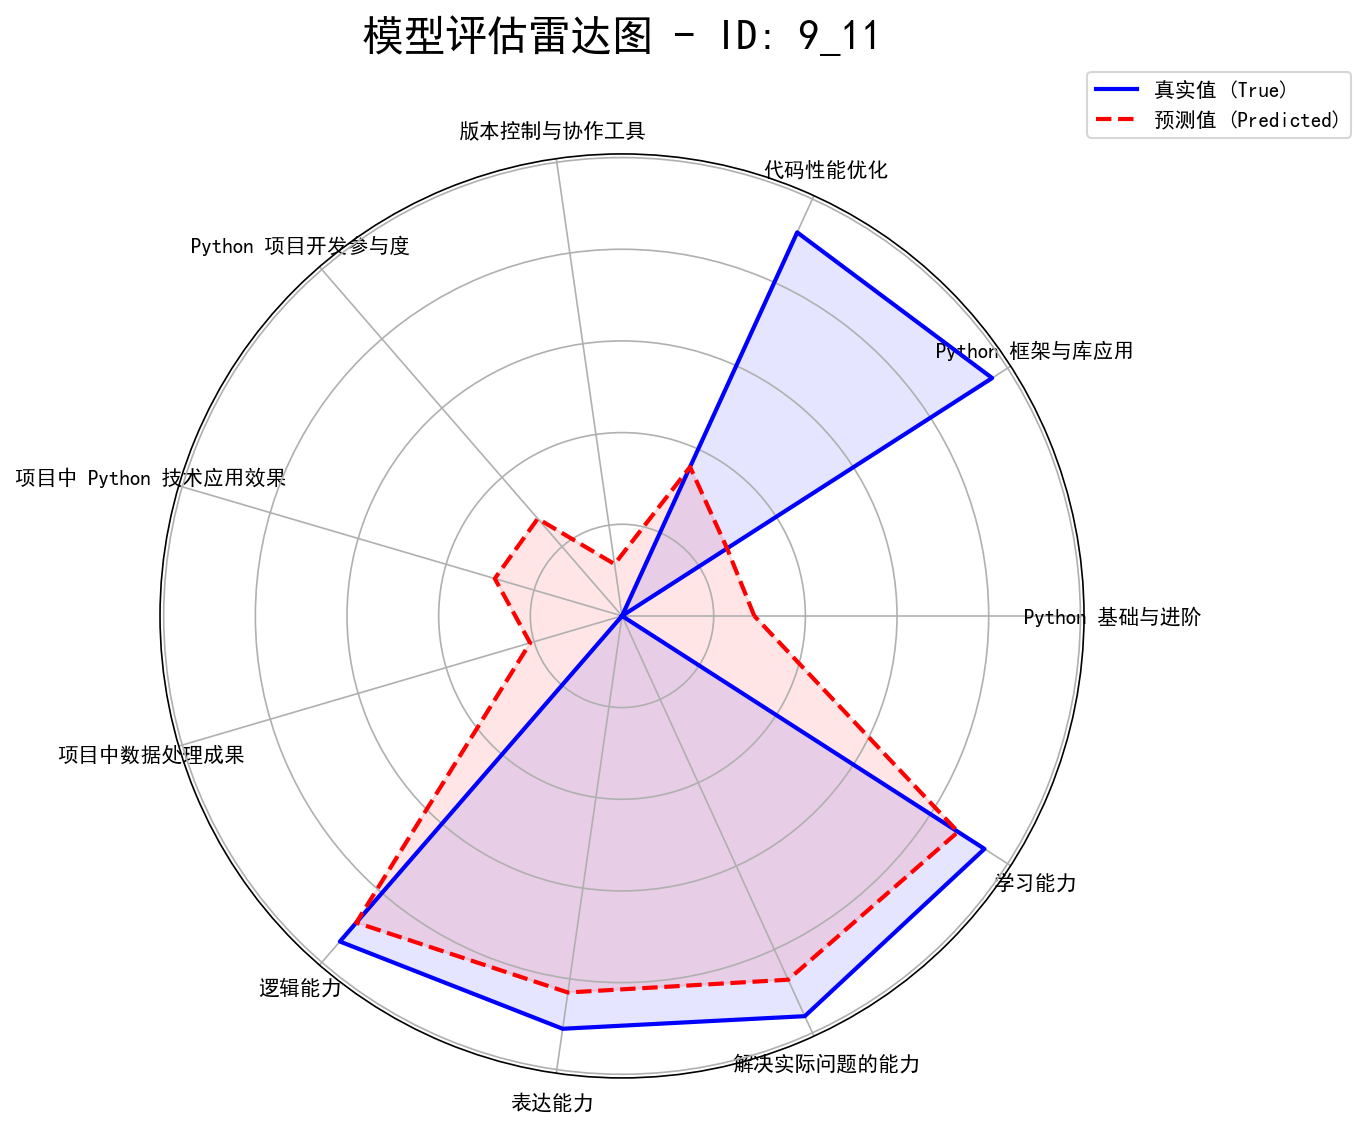 模型评估雷达图 - ID: 9_11
真实值 (True)
预测值 (Predicted)
版本控制与协作工具
代码性能优化
Python 项目开发参与度
Python 框架与库应用
项目中 Python 技术应用效果
Python 基础与进阶
项目中数据处理成果
学习能力
逻辑能力
解决实际问题的能力
表达能力